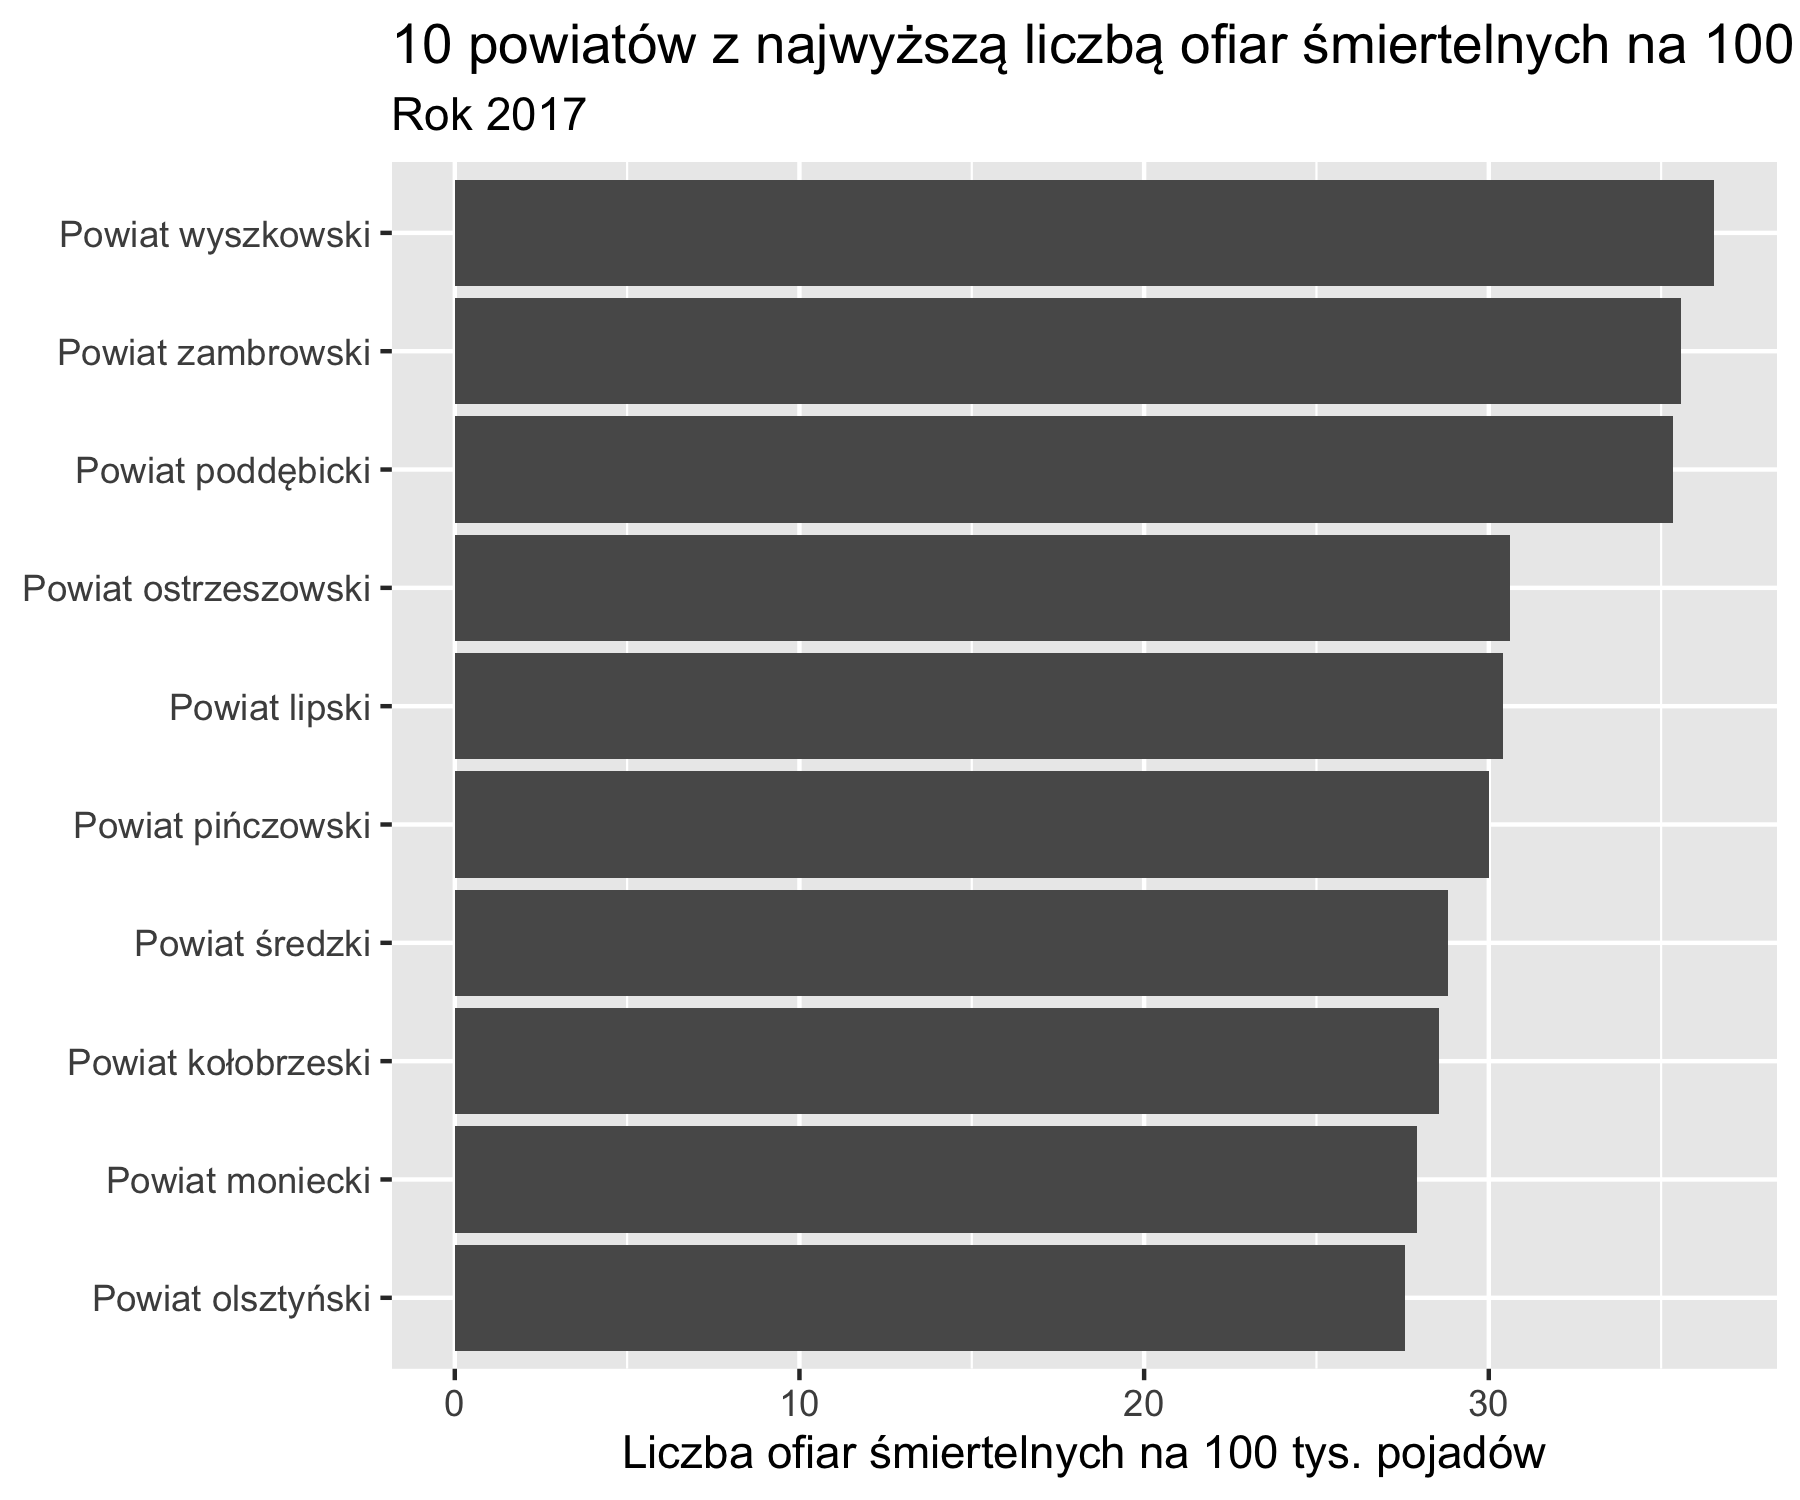 10 powiatów z najwyższą liczbą ofiar śmiertelnych na 100
Rok 2017
Powiat wyszkowski
Powiat zambrowski
Powiat poddębicki
Powiat ostrzeszowski
Powiat lipski
Powiat pińczowski
Powiat średzki
Powiat kołobrzeski
Powiat moniecki
Powiat olsztyński
0 10 20 30
Liczba ofiar śmiertelnych na 100 tys. pojadów